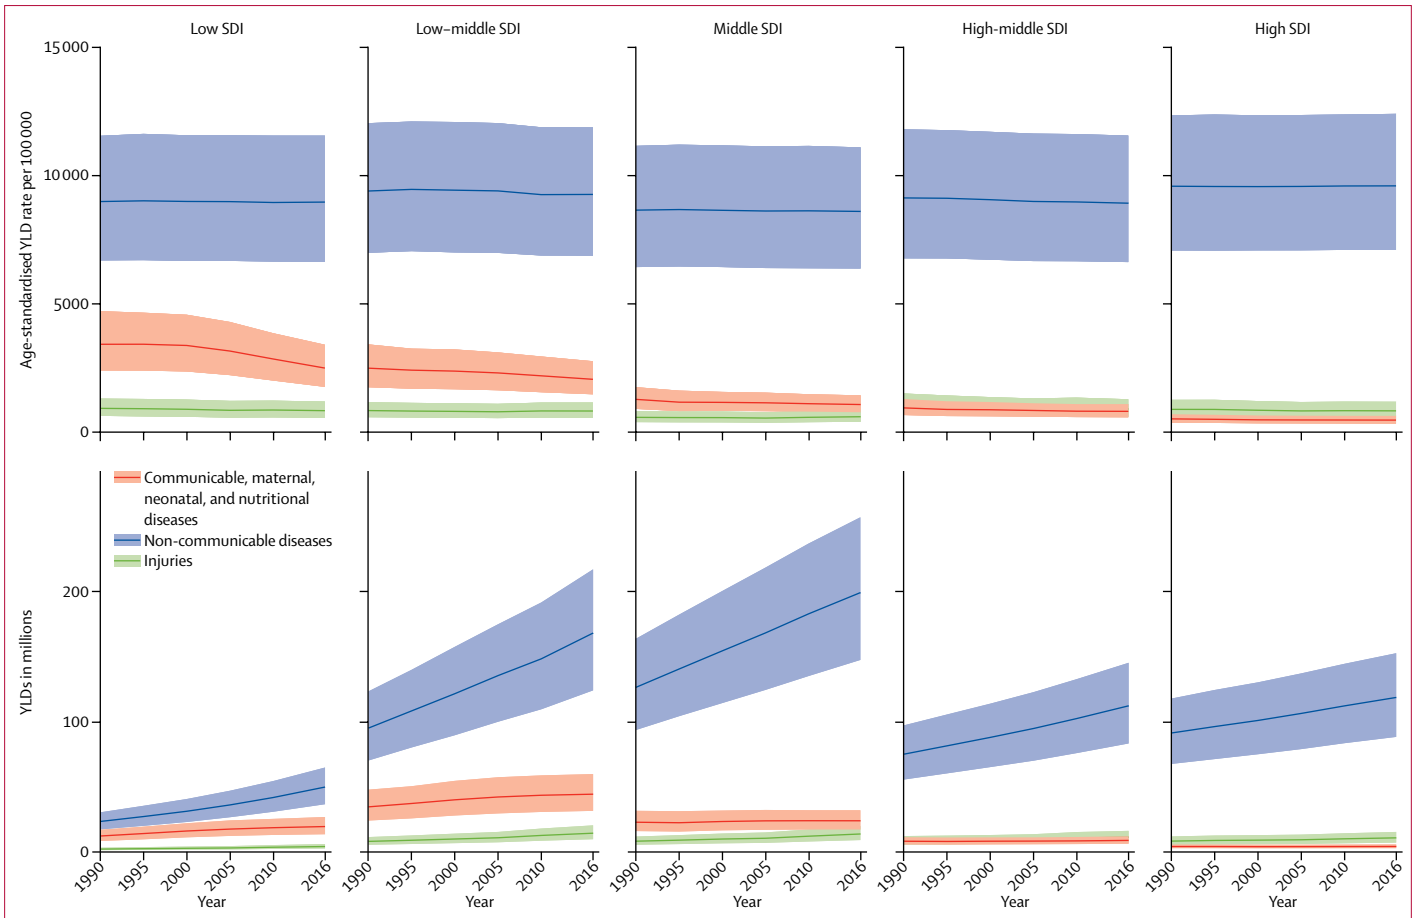 Low SDI
Low–middle SDI
Middle SDI
High-middle SDI
High SDI
Age-standardised YLD rate per 100 000
15 000
10 000
5000
0
Communicable, maternal,
neonatal, and nutritional
diseases
Non-communicable diseases
Injuries
YLDs in millions
200
100
0
1990 1995 2000 2005 2010 2016
1990 1995 2000 2005 2010 2016
1990 1995 2000 2005 2010 2016
1990 1995 2000 2005 2010 2016
1990 1995 2000 2005 2010 2016
Year
Year
Year
Year
Year